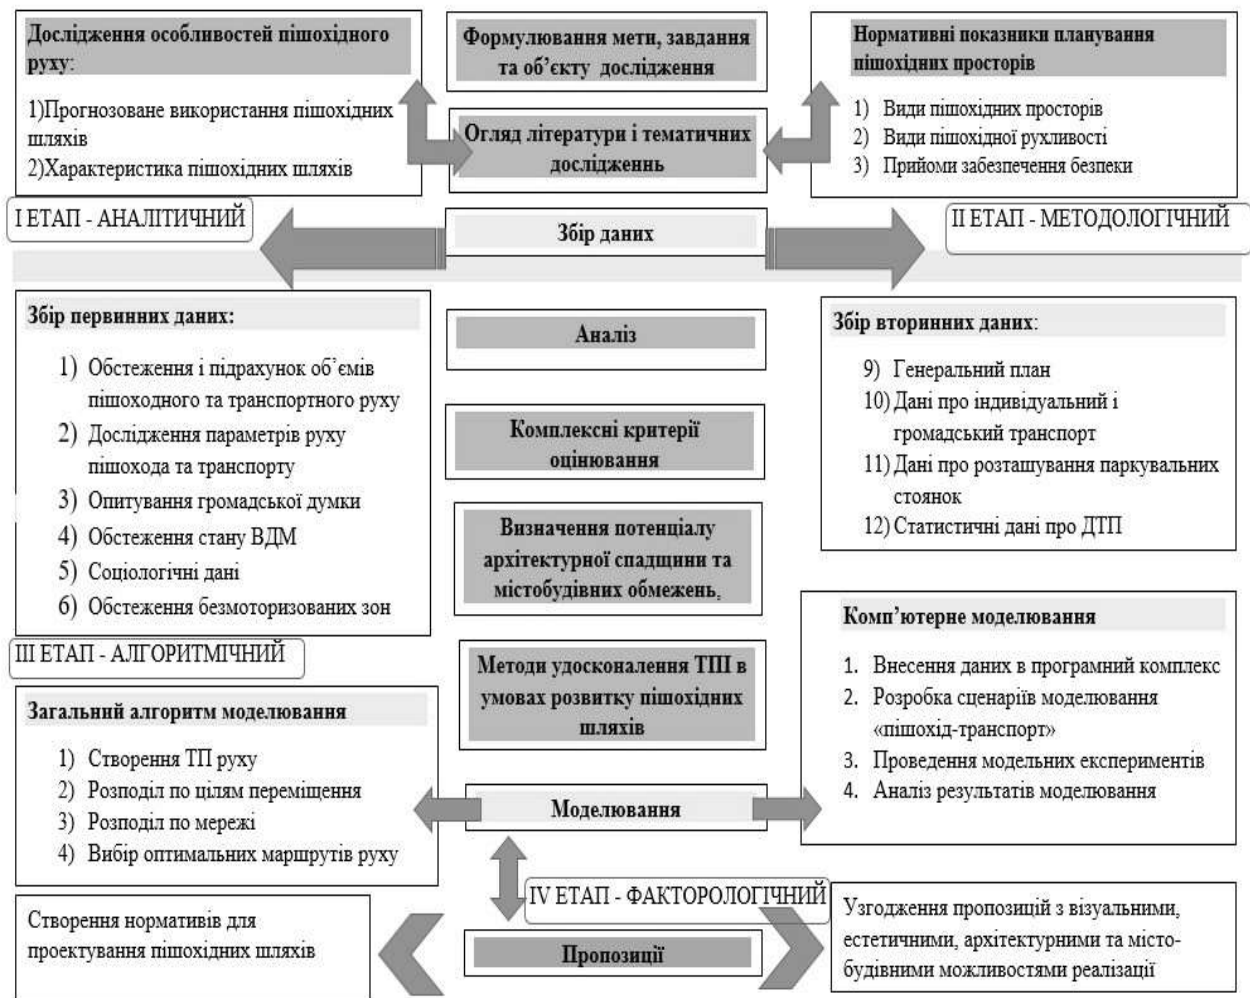 Дослідження особливостей пішохідного
руху:
1)Прогнозоване використання пішохідних
шляхів
2)Характеристика пішохідних шляхів
Формулювання мети, завдання
та об’єкту дослідження
Огляд літератури і тематичних
дослідженнь
Нормативні показники планування
пішохідних просторів
1) Види пішохідних просторів
2) Види пішохідної рухливості
3) Прийоми забезпечення безпеки
І ЕТАП - АНАЛІТИЧНИЙ
Збір даних
ІІ ЕТАП - МЕТОДОЛОГІЧНИЙ
Збір первинних даних:
1) Обстеження і підрахунок об’ємів
пішоходного та транспортного руху
2) Дослідження параметрів руху
пішохода та транспорту
3) Опитування громадської думки
4) Обстеження стану ВДМ
5) Соціологічні дані
6) Обстеження безмоторизованих зон
Аналіз
Комплексні критерії
оцінювання
Визначення потенціалу
архітектурної спадщини та
містобудівних обмежень,
Методи удосконалення ТПІ в
умовах розвитку пішохідних
шляхів
Збір вторинних даних:
9) Генеральний план
10) Дані про індивідуальний і
громадський транспорт
11) Дані про розташування паркувальних
стоянок
12) Статистичні дані про ДТП
ІІІ ЕТАП - АЛГОРИТМІЧНИЙ
Загальний алгоритм моделювання
1) Створення ТП руху
2) Розподіл по цілям переміщення
3) Розподіл по мережі
4) Вибір оптимальних маршрутів руху
Моделювання
Комп’ютерне моделювання
1. Внесення даних в програмний комплекс
2. Розробка сценаріїв моделювання
«пішохід-транспорт»
3. Проведення модельних експериментів
4. Аналіз результатів моделювання
IV ЕТАП - ФАКТОРОЛОГІЧНИЙ
Створення нормативів для
проектування пішохідних шляхів
Пропозиції
Узгодження пропозицій з візуальними,
естетичними, архітектурними та місто-
будівними можливостями реалізації